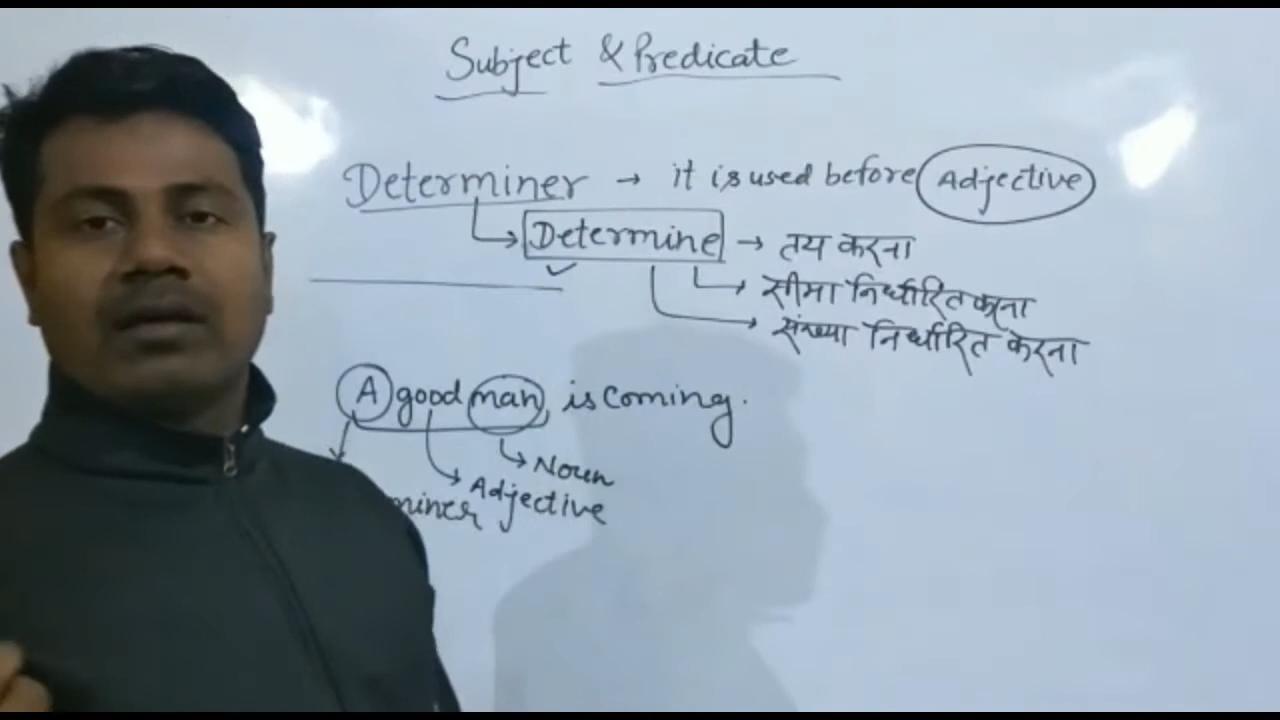 Subject & Predicate
Determiner → it is used before Adjective
Determine → तय करना
सीमा निर्धारित करना
संख्या निर्धारित करना
A good man is coming.
Noun
Adjective
miner